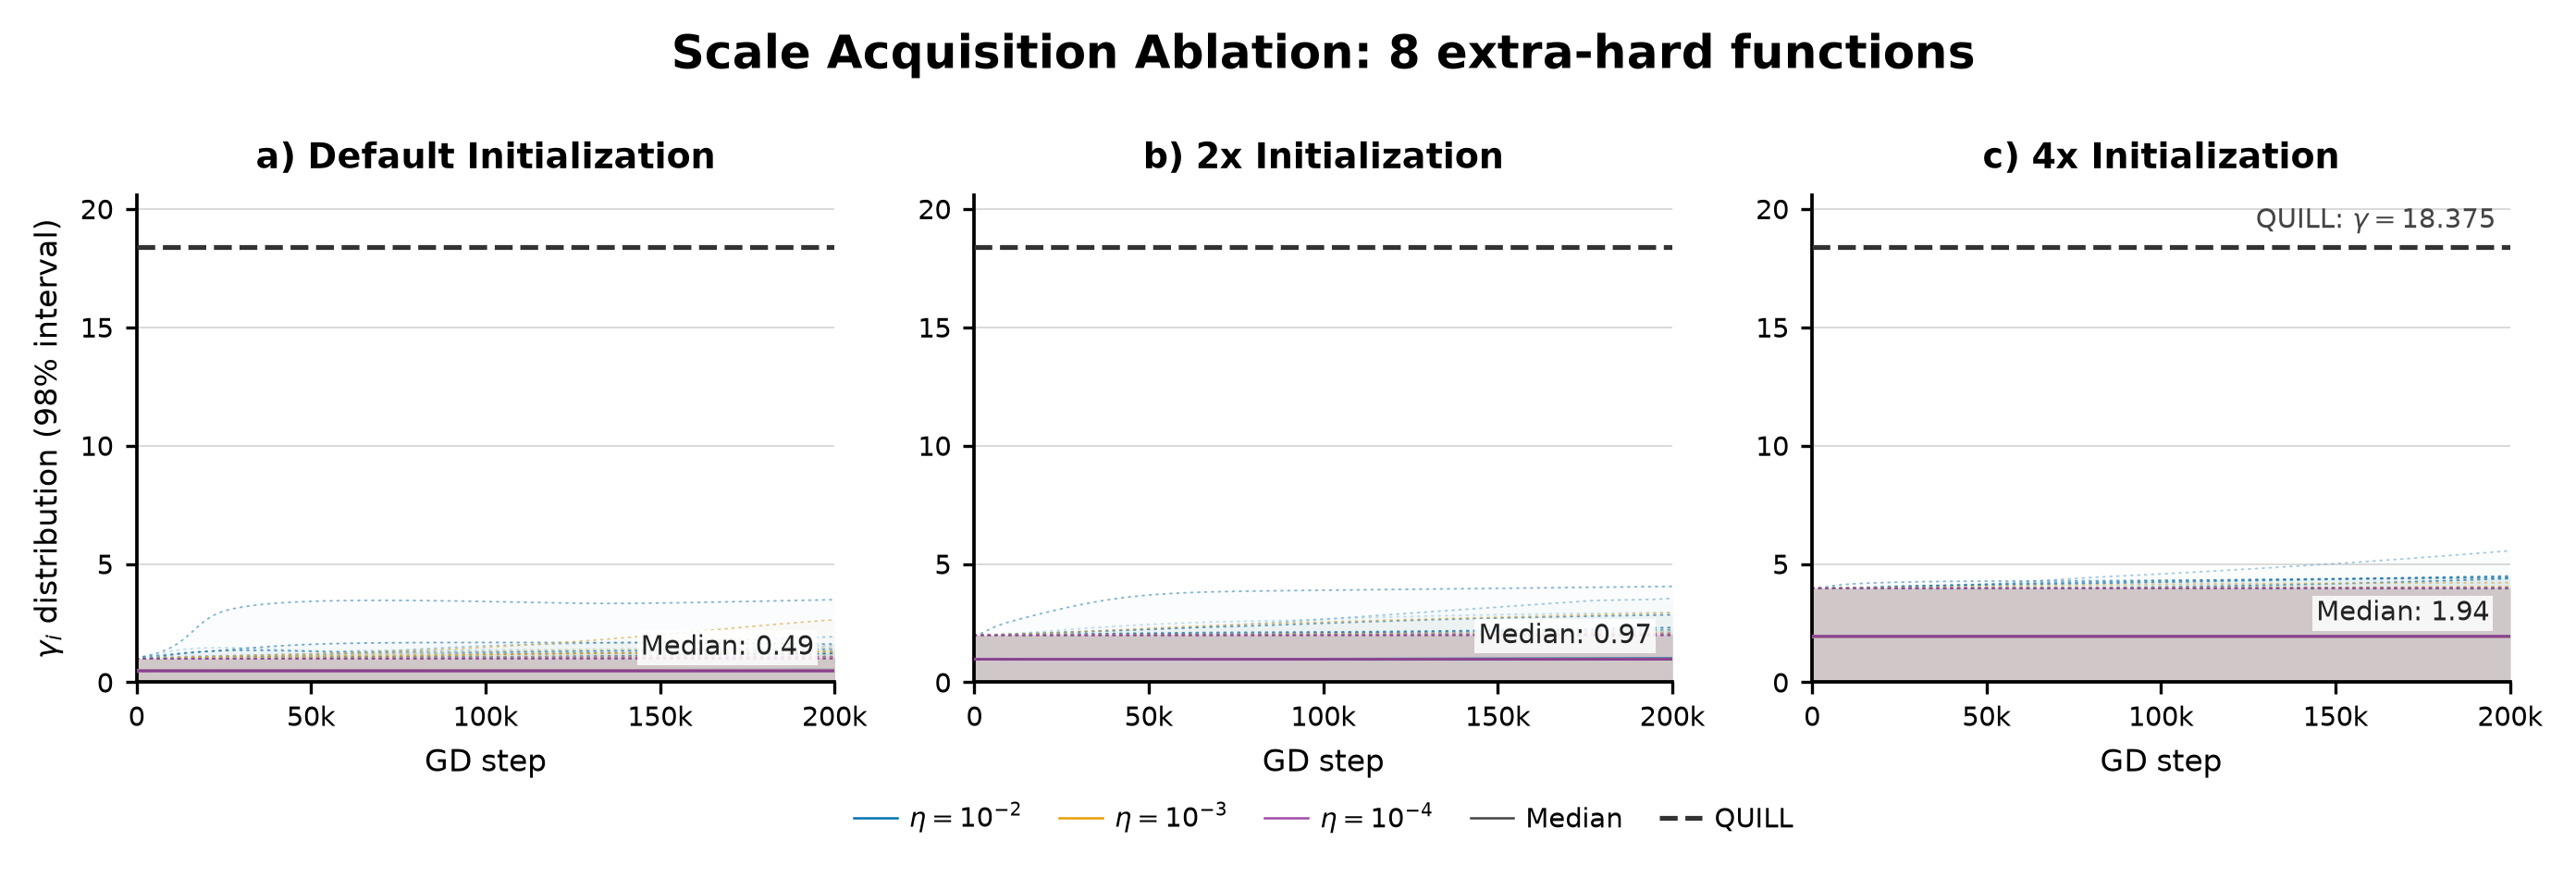 Scale Acquisition Ablation: 8 extra-hard functions
a) Default Initialization
b) 2x Initialization
c) 4x Initialization
γᵢ distribution (98% interval)
20
15
10
5
0
0
50k
100k
150k
200k
GD step
Median: 0.49
20
15
10
5
0
0
50k
100k
150k
200k
GD step
Median: 0.97
20
15
10
5
0
0
50k
100k
150k
200k
GD step
QUILL: γ = 18.375
Median: 1.94
η = 10⁻²
η = 10⁻³
η = 10⁻⁴
Median
QUILL